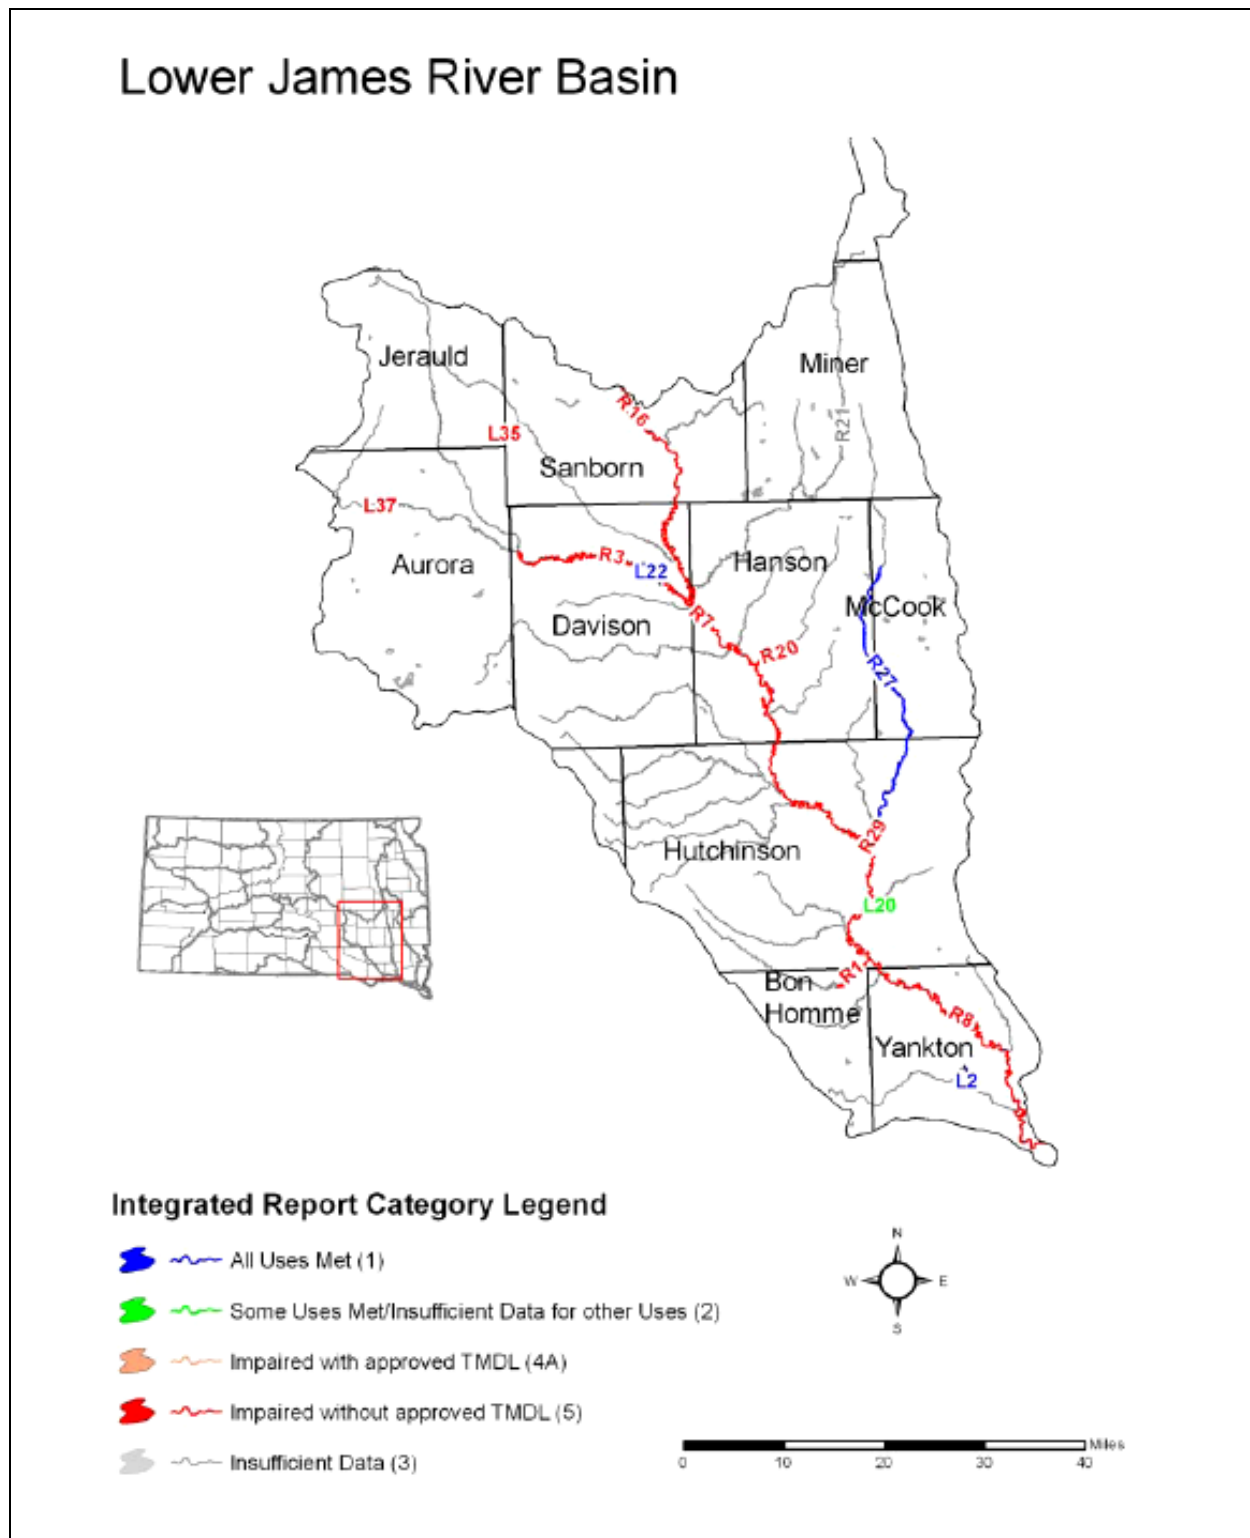 Lower James River Basin
Jerauld
Miner
R16
R21
L35
Sanborn
L37
R3
L22
Hanson
Aurora
McCook
R7
Davison
R20
R27
R29
Hutchinson
L20
R1
Bon
Homme
R8
Yankton
L2
Integrated Report Category Legend
All Uses Met (1)
Some Uses Met/Insufficient Data for other Uses (2)
Impaired with approved TMDL (4A)
Impaired without approved TMDL (5)
Insufficient Data (3)
N
W
E
S
Miles
0 10 20 30 40